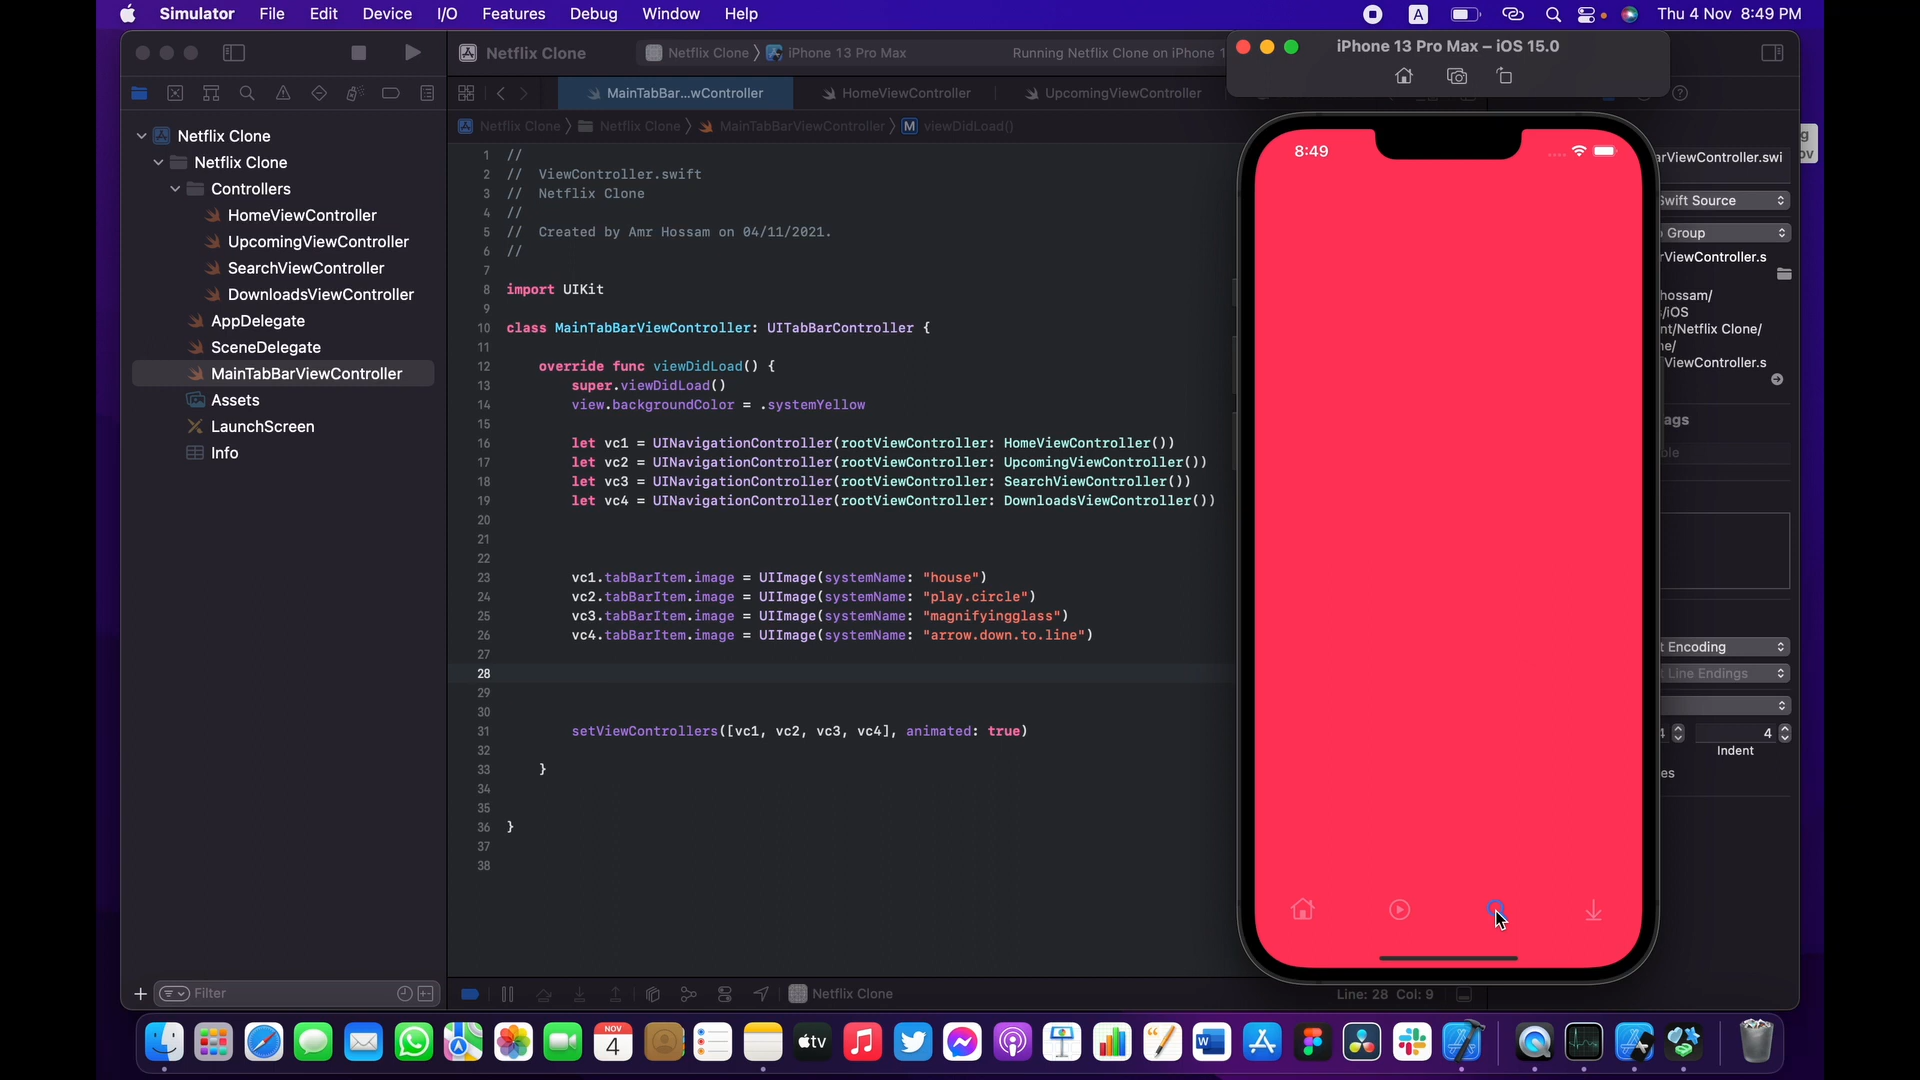 Simulator File Edit Device I/O Features Debug Window Help A Thu 4 Nov 8:49 PM
Netflix Clone Netflix Clone iPhone 13 Pro Max Running Netflix Clone on iPhone 1
iPhone 13 Pro Max – iOS 15.0
MainTabBar...wController HomeViewController UpcomingViewController
Netflix Clone Netflix Clone MainTabBarViewController M viewDidLoad()
Netflix Clone
Netflix Clone
Controllers
HomeViewController
UpcomingViewController
SearchViewController
DownloadsViewController
AppDelegate
SceneDelegate
MainTabBarViewController
Assets
LaunchScreen
Info
Filter
1 //
2 // ViewController.swift
3 // Netflix Clone
4 //
5 // Created by Amr Hossam on 04/11/2021.
6 //
7
8 import UIKit
9
10 class MainTabBarViewController: UITabBarController {
11
12 override func viewDidLoad() {
13 super.viewDidLoad()
14 view.backgroundColor = .systemYellow
15
16 let vc1 = UINavigationController(rootViewController: HomeViewController())
17 let vc2 = UINavigationController(rootViewController: UpcomingViewController())
18 let vc3 = UINavigationController(rootViewController: SearchViewController())
19 let vc4 = UINavigationController(rootViewController: DownloadsViewController())
20
21
22
23 vc1.tabBarItem.image = UIImage(systemName: "house")
24 vc2.tabBarItem.image = UIImage(systemName: "play.circle")
25 vc3.tabBarItem.image = UIImage(systemName: "magnifyingglass")
26 vc4.tabBarItem.image = UIImage(systemName: "arrow.down.to.line")
27
28
29
30
31 setViewControllers([vc1, vc2, vc3, vc4], animated: true)
32
33 }
34
35
36 }
37
38
Netflix Clone Line: 28 Col: 9
8:49
g
ov
arViewController.swi
Swift Source
Group
rViewController.s
hossam/
/iOS
nt/Netflix Clone/
ne/
ViewController.s
ags
ble
t Encoding
Line Endings
4 4
Indent
es
NOV
4
tv
W